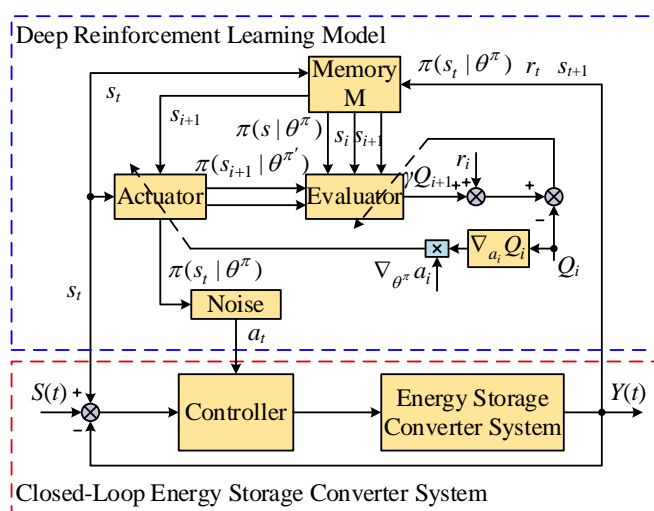 Deep Reinforcement Learning Model
Memory
M
π(s_t | θ^π) r_t s_{t+1}
s_t
s_{i+1}
π(s | θ^π) s_i s_{i+1}
π(s_{i+1} | θ^{π'})
r_i
Actuator
Evaluator
γQ_{i+1}
+ +
+
−
∇_{a_i} Q_i
×
∇_{θ^π} a_i
Q_i
π(s_t | θ^π)
s_t
Noise
a_t
S(t) +
−
Controller
Energy Storage
Converter System
Y(t)
Closed-Loop Energy Storage Converter System